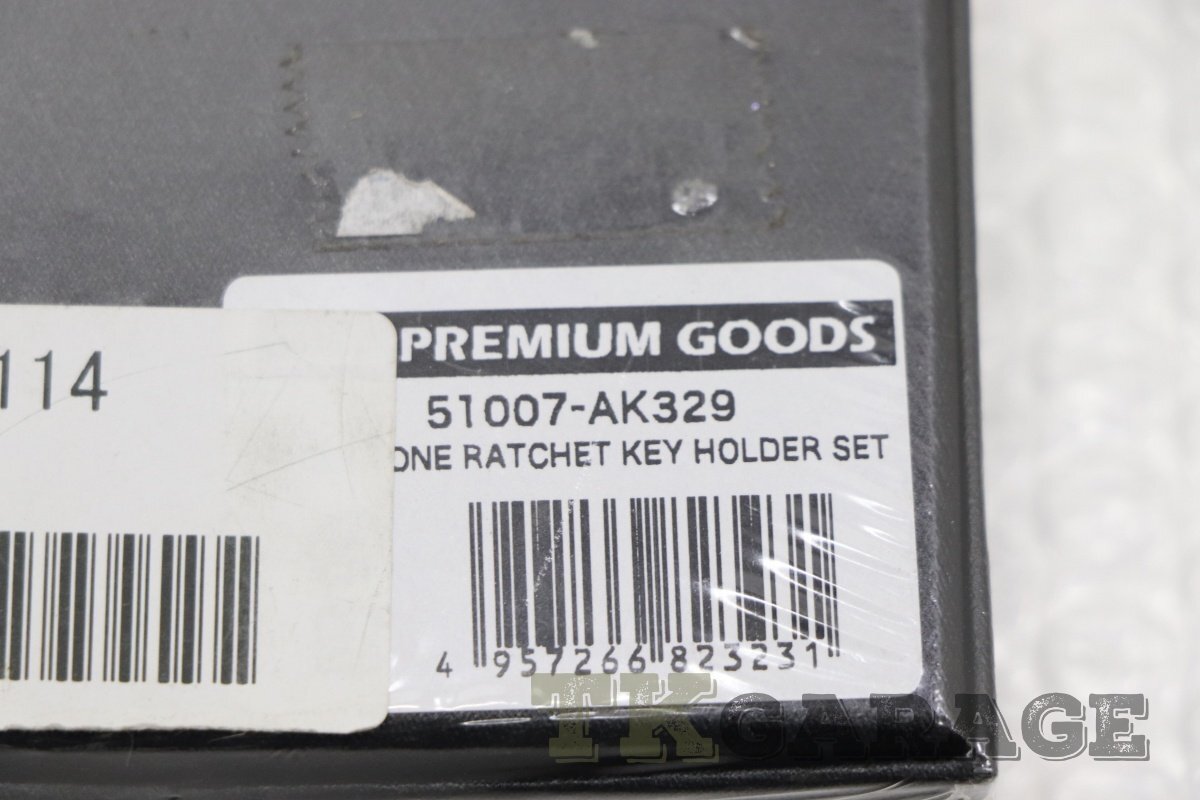 PREMIUM GOODS
114
51007-AK329
ONE RATCHET KEY HOLDER SET
4 957266 823231
TKGARAGE